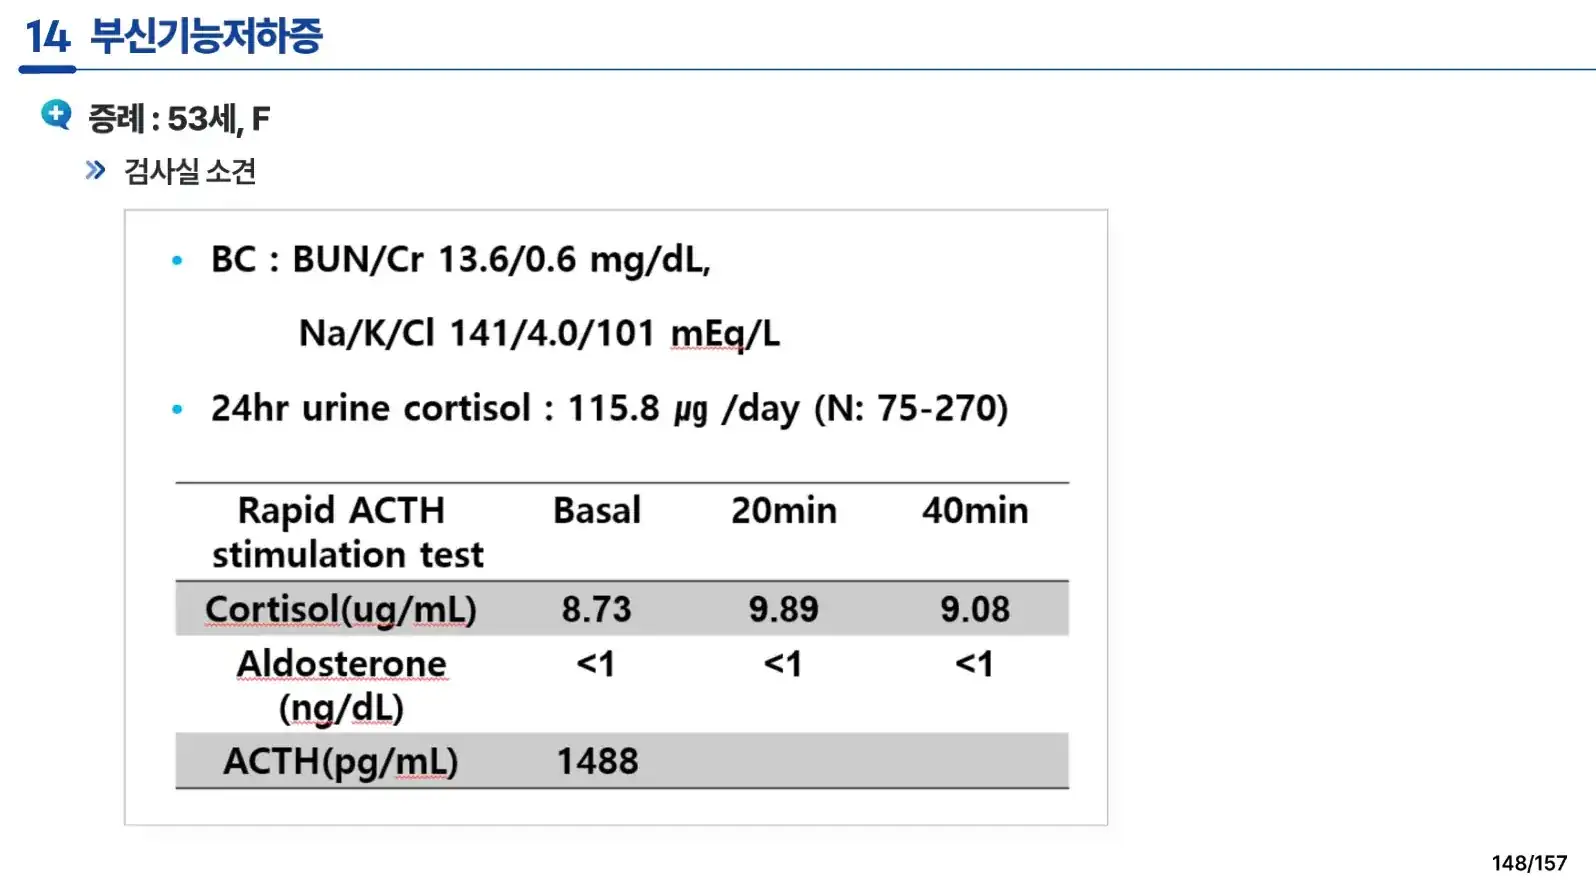 14 부신기능저하증
증례 : 53세, F
검사실 소견
• BC : BUN/Cr 13.6/0.6 mg/dL,
Na/K/Cl 141/4.0/101 mEq/L
• 24hr urine cortisol : 115.8 ㎍ /day (N: 75-270)
Rapid ACTH Basal 20min 40min
stimulation test
Cortisol(ug/mL) 8.73 9.89 9.08
Aldosterone <1 <1 <1
(ng/dL)
ACTH(pg/mL) 1488
148/157